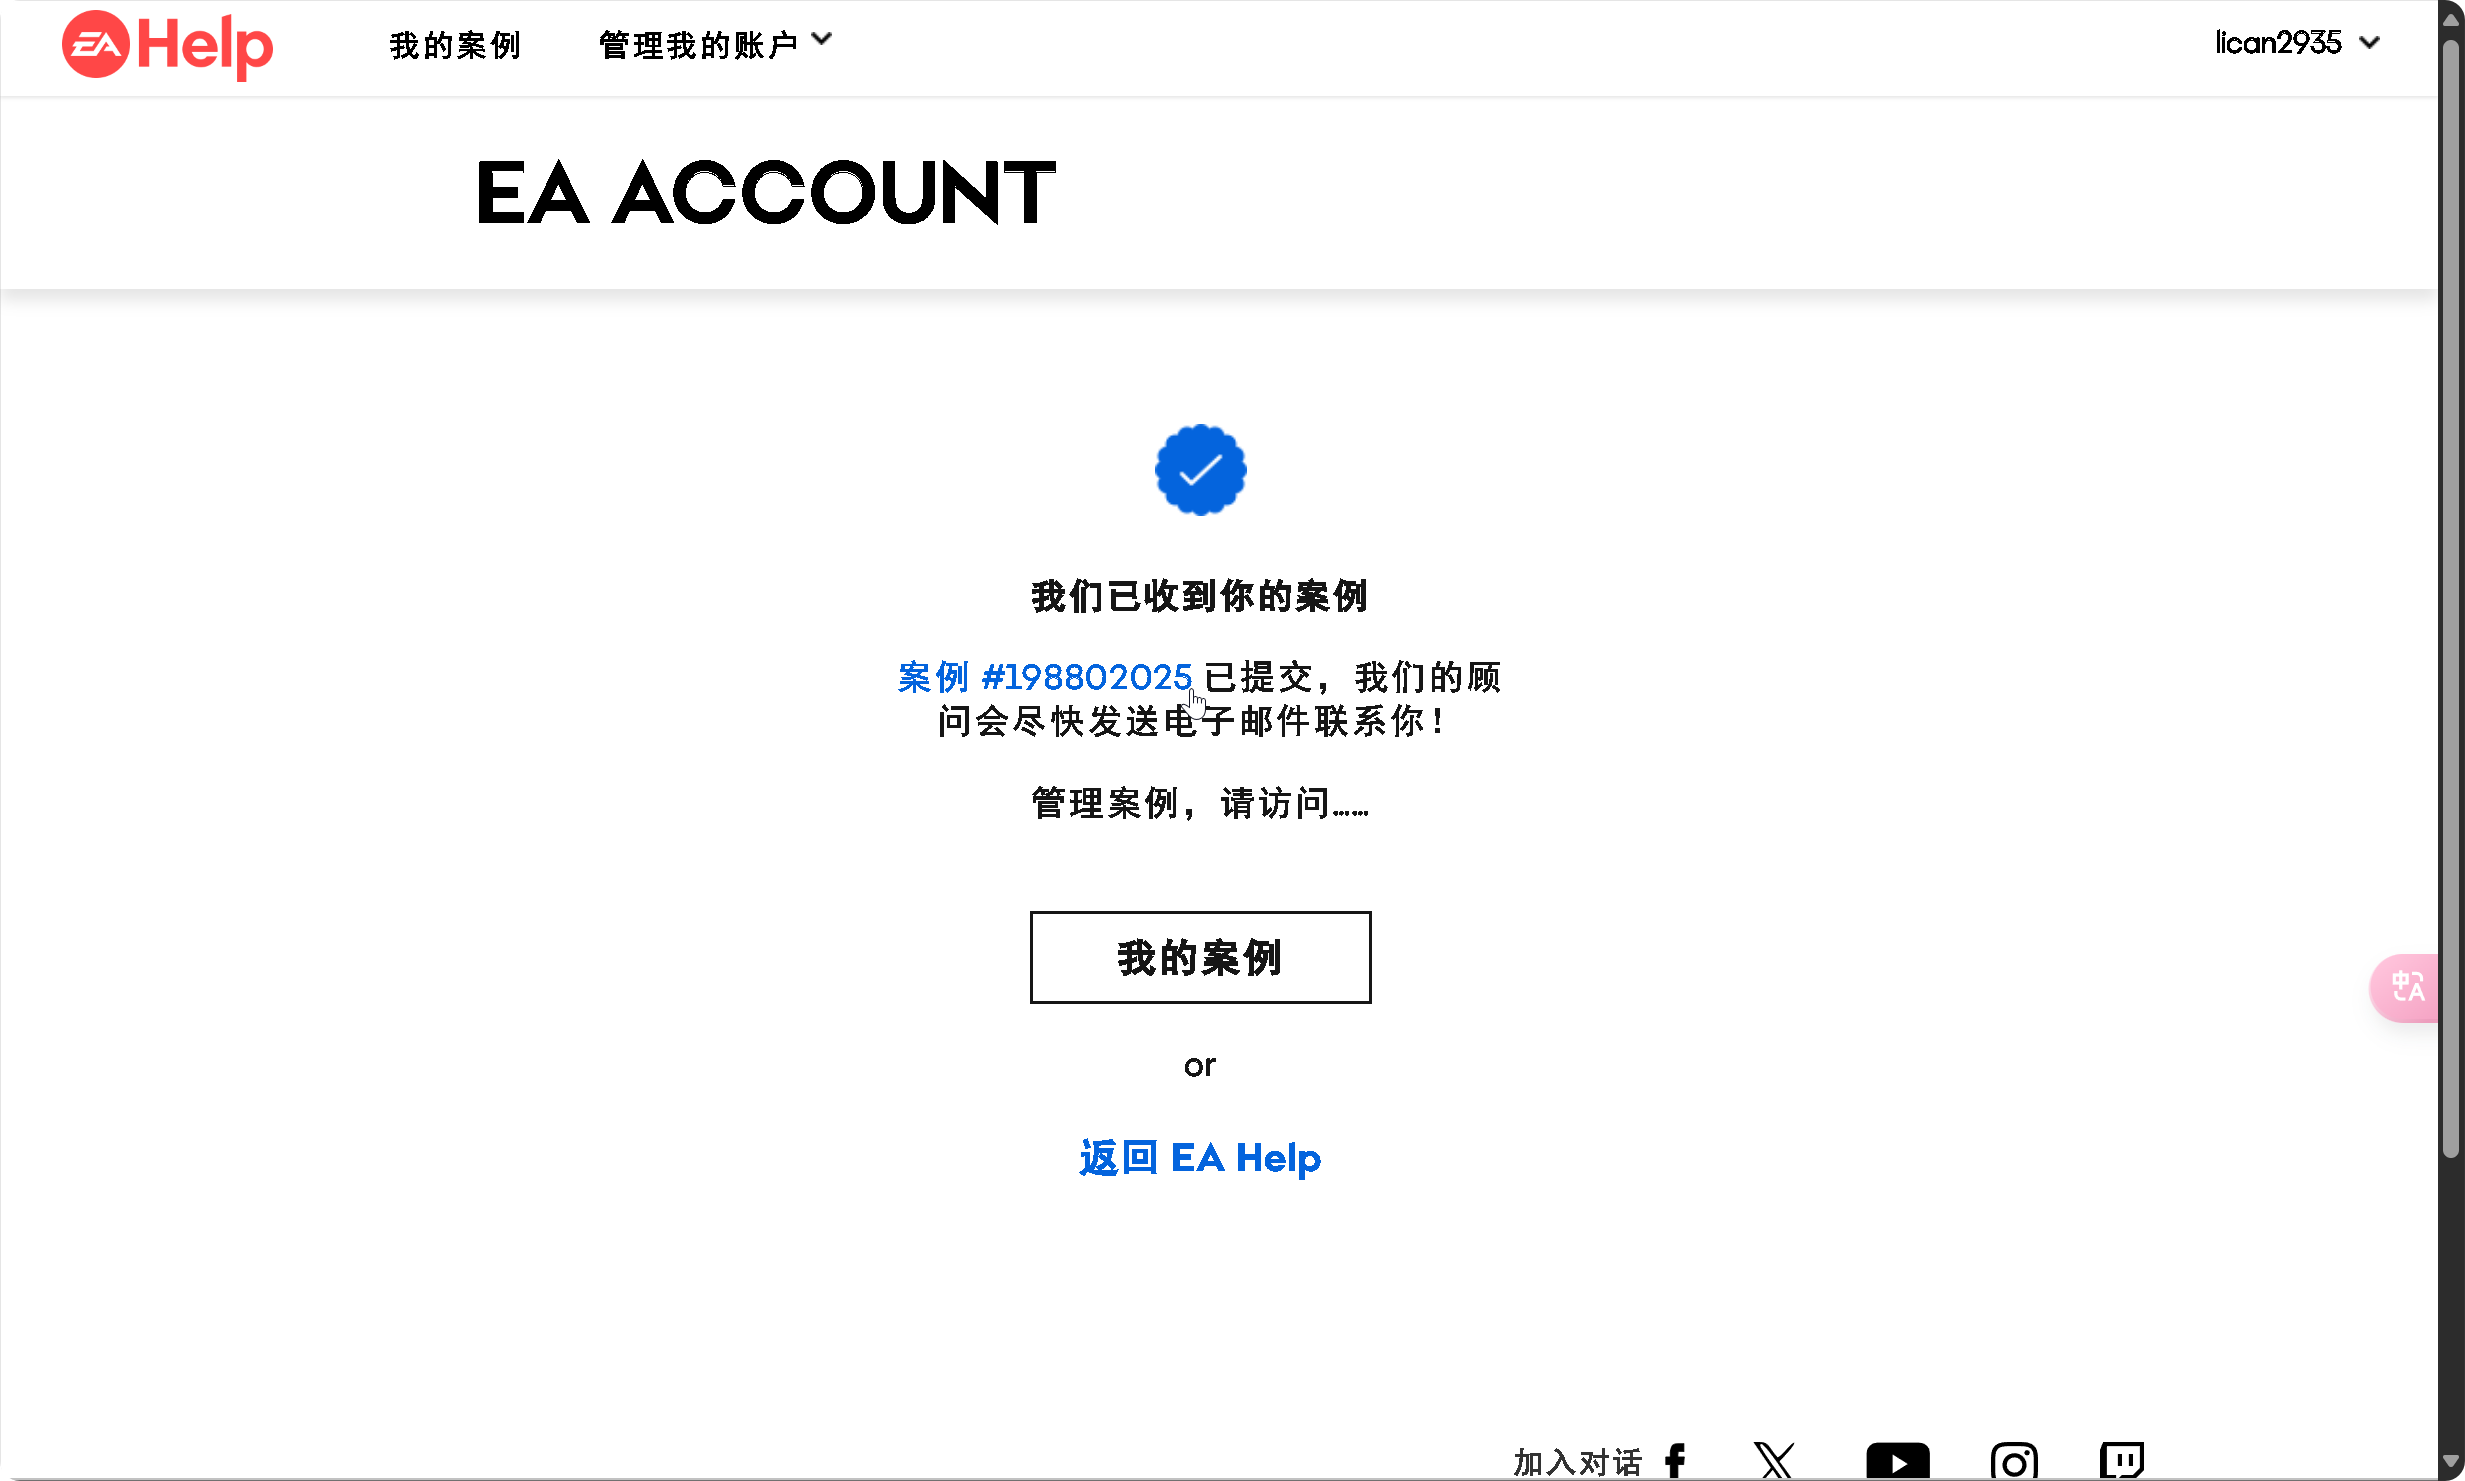 EA Help
我的案例
管理我的账户
lican2935
EA ACCOUNT
我们已收到你的案例
案例 #198802025 已提交，我们的顾
问会尽快发送电子邮件联系你！
管理案例，请访问……
我的案例
or
返回 EA Help
中A
加入对话